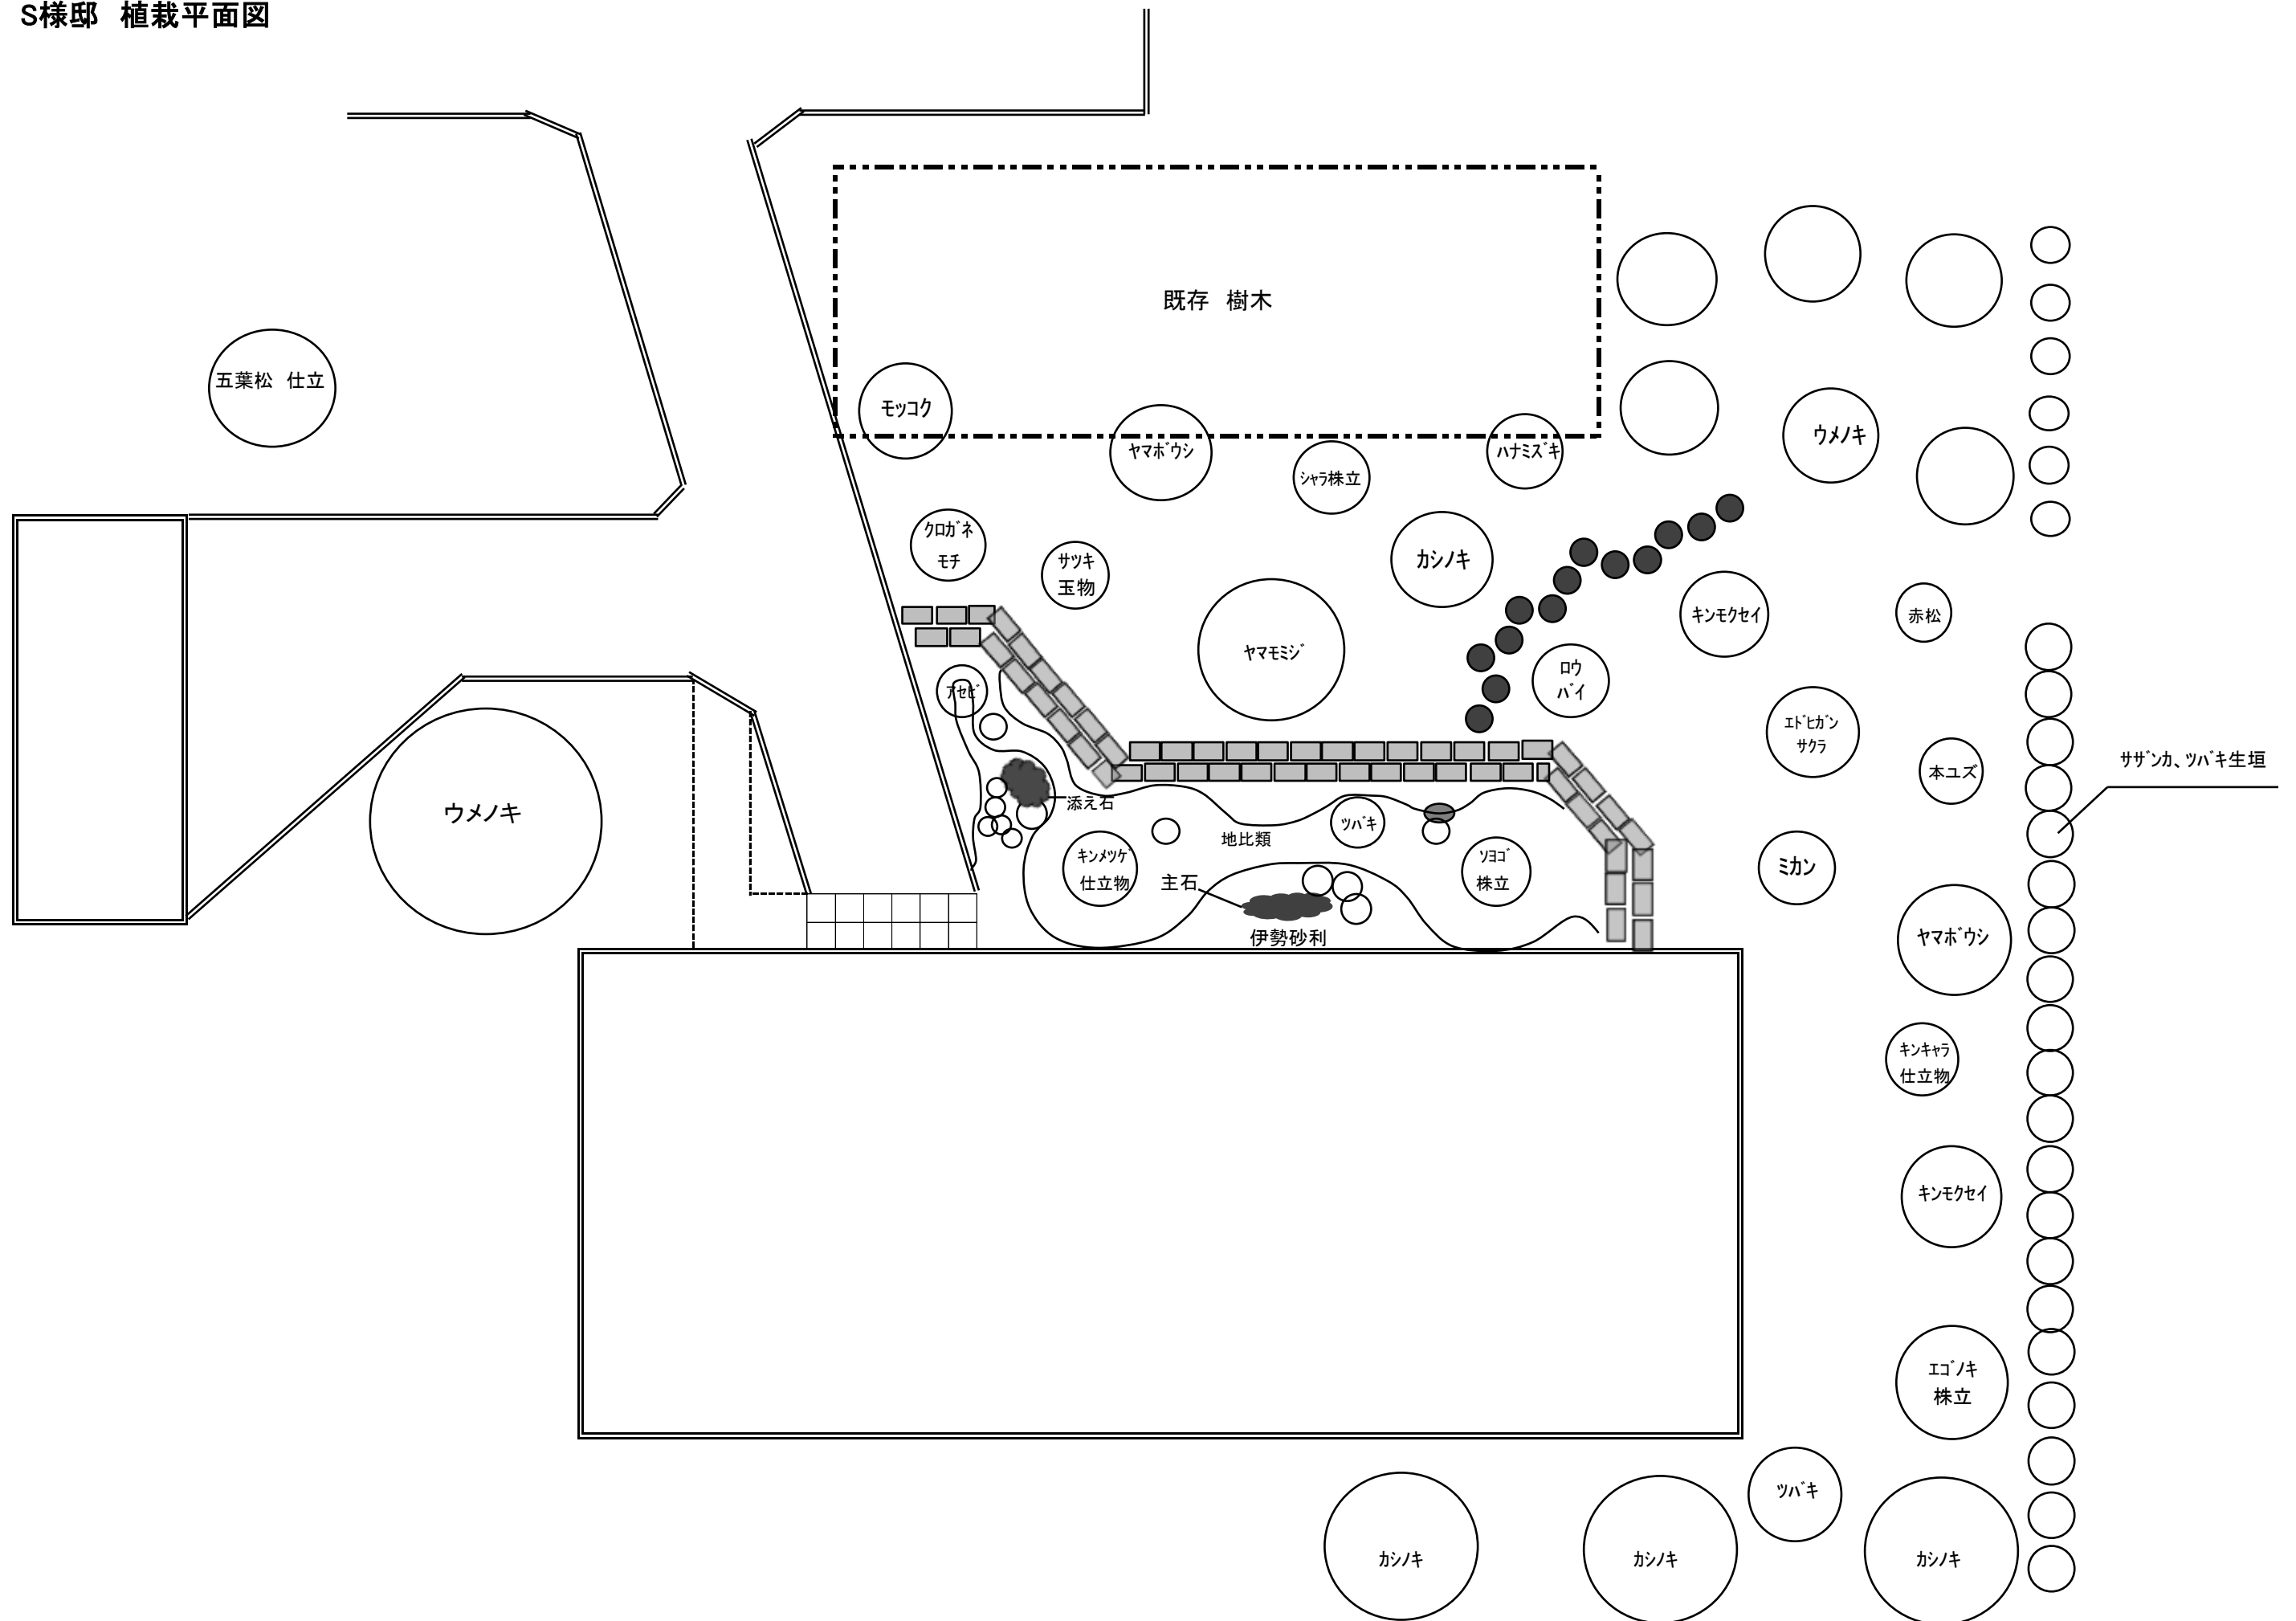 S様邸　植栽平面図
既存　樹木
五葉松　仕立
モッコク
ヤマボウシ
シャラ株立
ハナミズキ
ウメノキ
クロガネ
モチ
サツキ
玉物
カシノキ
ヤマモミジ
キンモクセイ
赤松
ロウ
バイ
アセビ
エドヒガン
サクラ
本ユズ
サザンカ、ツバキ生垣
ウメノキ
添え石
ツバキ
地比類
キンメツゲ
仕立物
主石
ソヨゴ
株立
ミカン
伊勢砂利
ヤマボウシ
キンキャラ
仕立物
キンモクセイ
エゴノキ
株立
ツバキ
カシノキ
カシノキ
カシノキ